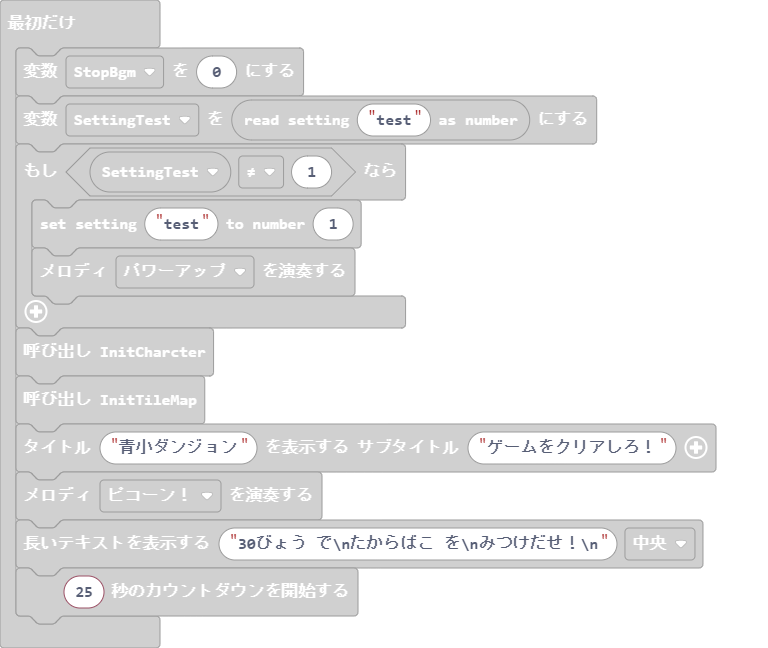 最初だけ
変数 StopBgm を 0 にする
変数 SettingTest を read setting "test" as number にする
もし SettingTest ≠ 1 なら
set setting "test" to number 1
メロディ パワーアップ を演奏する
呼び出し InitCharcter
呼び出し InitTileMap
タイトル "青小ダンジョン" を表示する サブタイトル "ゲームをクリアしろ！"
メロディ ピコーン！ を演奏する
長いテキストを表示する "30びょう で\nたからばこ を\nみつけだせ！\n" 中央
25 秒のカウントダウンを開始する